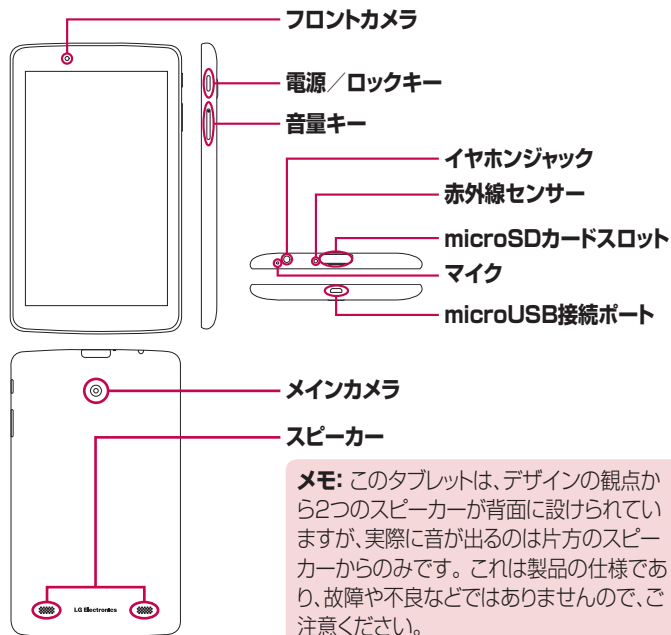 フロントカメラ
電源／ロックキー
音量キー
イヤホンジャック
赤外線センサー
microSDカードスロット
マイク
microUSB接続ポート
メインカメラ
スピーカー
メモ: このタブレットは、デザインの観点か
ら2つのスピーカーが背面に設けられてい
ますが、実際に音が出るのは片方のスピー
カーからのみです。これは製品の仕様であ
り、故障や不良などではありませんので、ご
注意ください。
LG Electronics